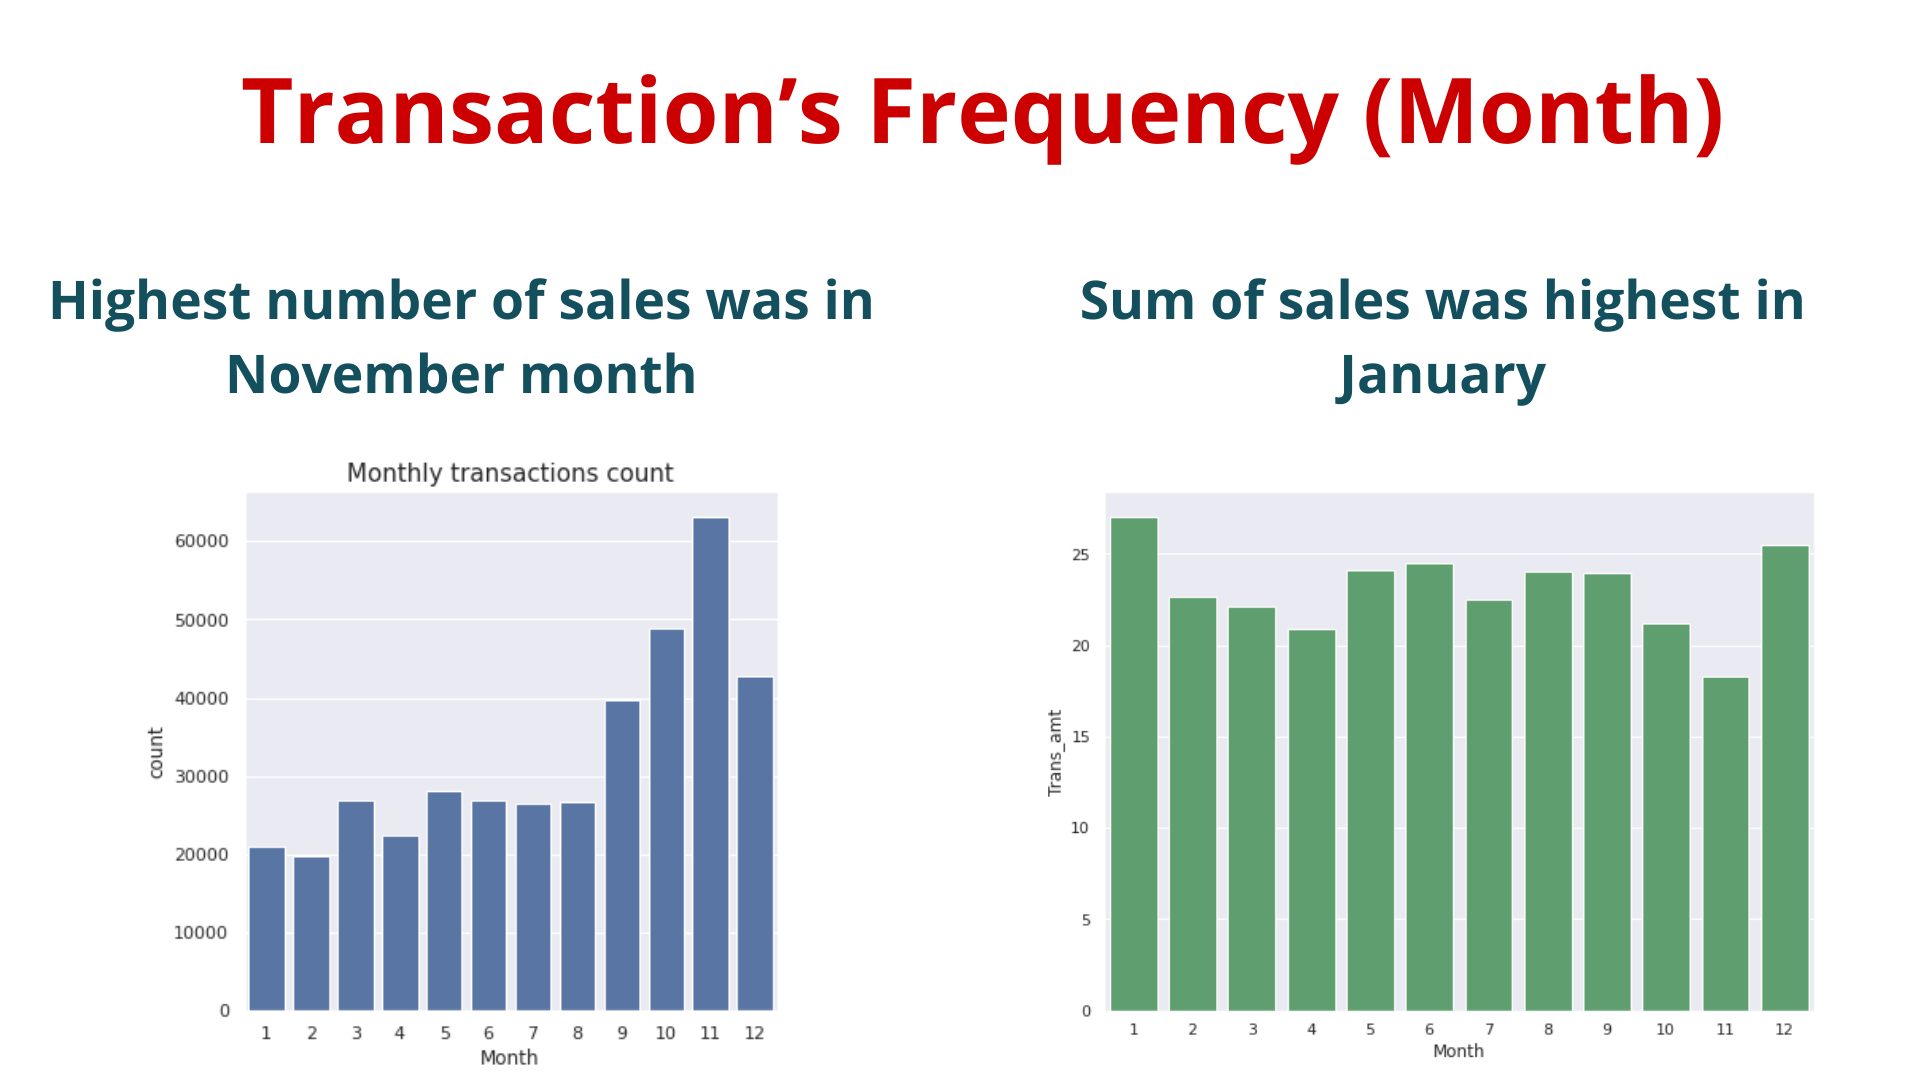 Transaction’s Frequency (Month)
Highest number of sales was in
November month
Sum of sales was highest in
January
Monthly transactions count
60000
50000
40000
30000
20000
10000
0
count
1 2 3 4 5 6 7 8 9 10 11 12
Month
25
20
15
10
5
0
Trans_amt
1 2 3 4 5 6 7 8 9 10 11 12
Month